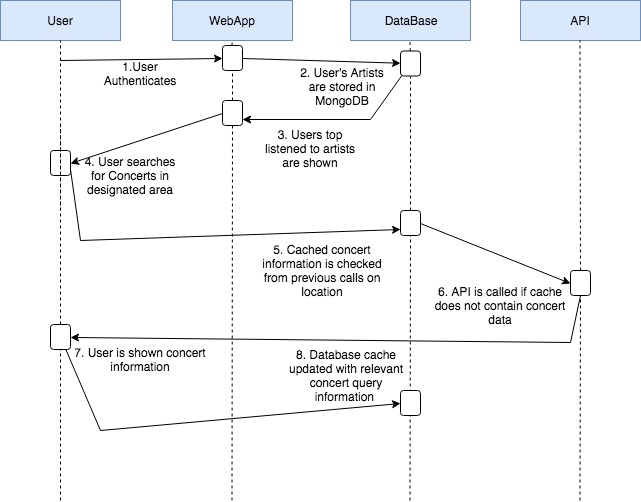 User
WebApp
DataBase
API
1.User
Authenticates
2. User's Artists
are stored in
MongoDB
3. Users top
listened to artists
are shown
4. User searches
for Concerts in
designated area
5. Cached concert
information is checked
from previous calls on
location
6. API is called if cache
does not contain concert
data
7. User is shown concert
information
8. Database cache
updated with relevant
concert query
information